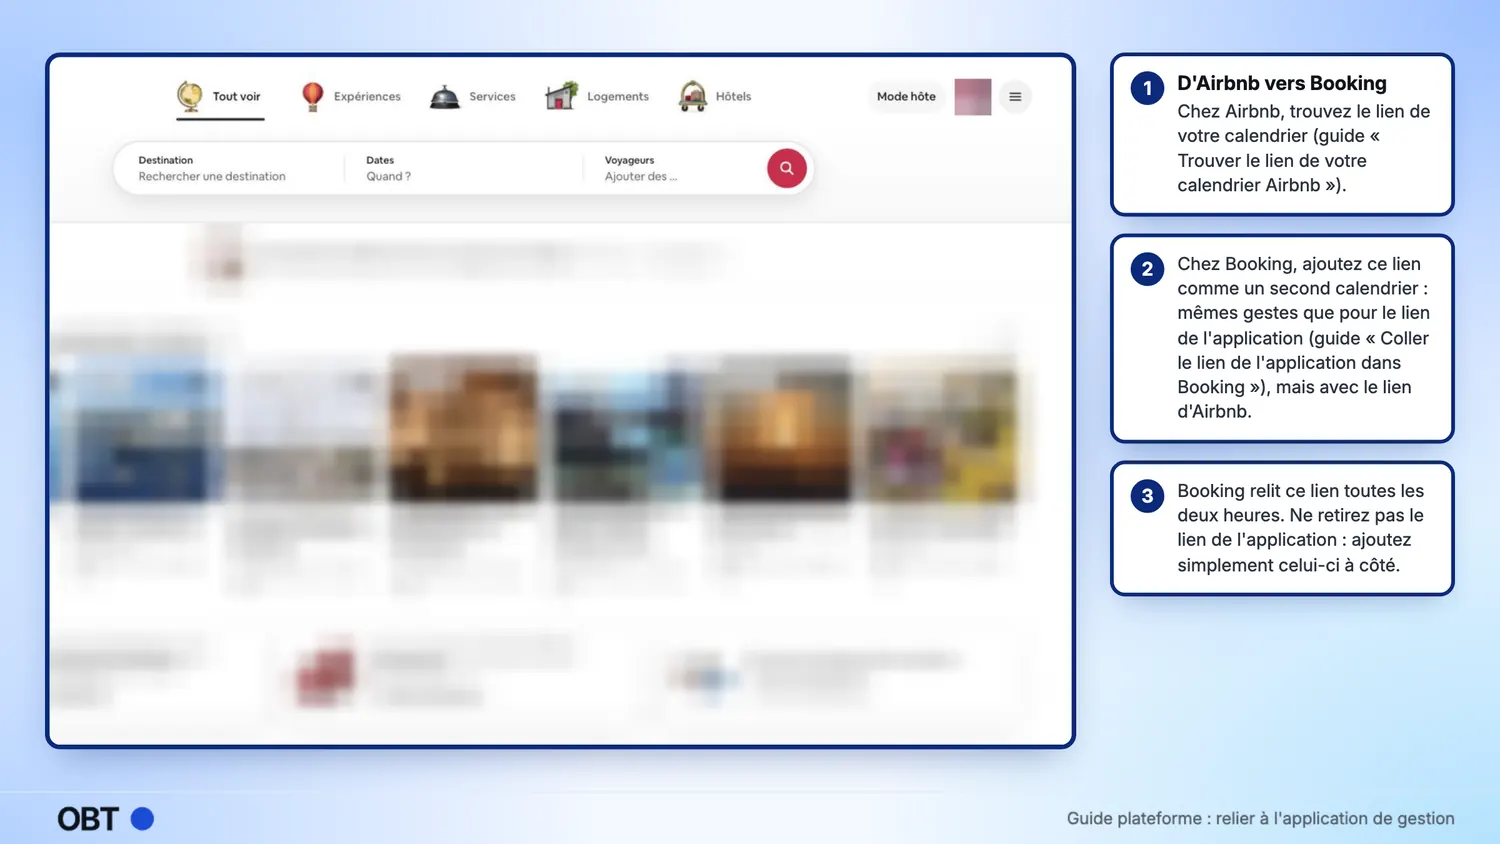 Tout voir
Expériences
Services
Logements
Hôtels
Mode hôte
Destination
Rechercher une destination
Dates
Quand ?
Voyageurs
Ajouter des ...
1
D'Airbnb vers Booking
Chez Airbnb, trouvez le lien de
votre calendrier (guide «
Trouver le lien de votre
calendrier Airbnb »).
2
Chez Booking, ajoutez ce lien
comme un second calendrier :
mêmes gestes que pour le lien
de l'application (guide « Coller
le lien de l'application dans
Booking »), mais avec le lien
d'Airbnb.
3
Booking relit ce lien toutes les
deux heures. Ne retirez pas le
lien de l'application : ajoutez
simplement celui-ci à côté.
OBT
Guide plateforme : relier à l'application de gestion